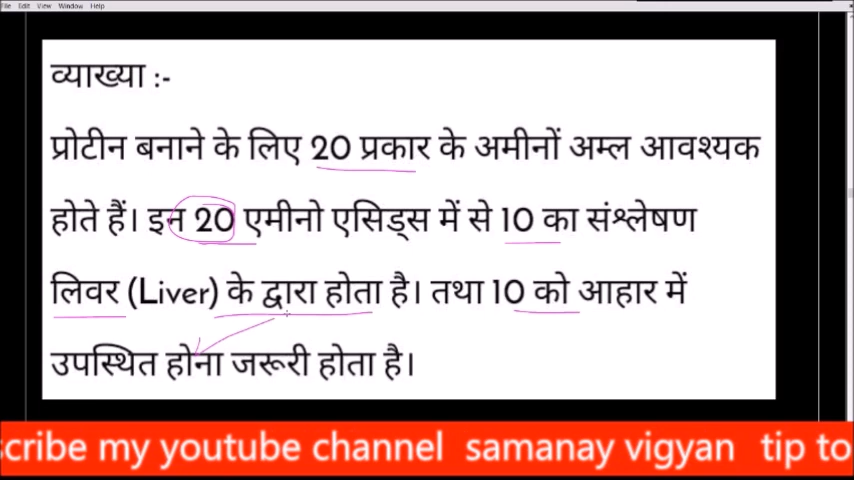 File Edit View Window Help
व्याख्या :-
प्रोटीन बनाने के लिए 20 प्रकार के अमीनों अम्ल आवश्यक
होते हैं। इन 20 एमीनो एसिड्स में से 10 का संश्लेषण
लिवर (Liver) के द्वारा होता है। तथा 10 को आहार में
उपस्थित होना जरूरी होता है।
scribe my youtube channel samanay vigyan tip to